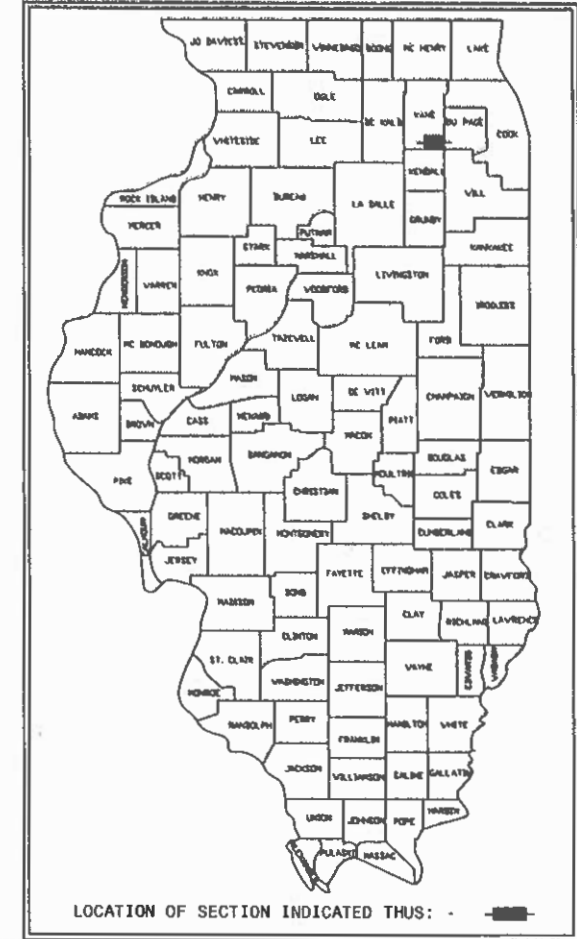 JO DAVIESS STEPHENSON WINNEBAGO BOONE MC HENRY LAKE
CARROLL OGLE DE KALB KANE DU PAGE COOK
WHITESIDE LEE
KENDALL
ROCK ISLAND HENRY BUREAU LA SALLE GRUNDY WILL
MERCER PUTNAM
STARK MARSHALL KANKAKEE
HENDERSON WARREN KNOX PEORIA WOODFORD LIVINGSTON IROQUOIS
HANCOCK MC DONOUGH FULTON TAZEWELL MC LEAN FORD
MASON
SCHUYLER LOGAN DE WITT CHAMPAIGN VERMILION
ADAMS BROWN CASS MENARD MACON PIATT
PIKE SCOTT MORGAN SANGAMON MOULTRIE DOUGLAS EDGAR
CHRISTIAN COLES
GREENE MACOUPIN MONTGOMERY SHELBY CUMBERLAND CLARK
CALHOUN JERSEY
FAYETTE EFFINGHAM JASPER CRAWFORD
MADISON BOND
CLAY RICHLAND LAWRENCE
CLINTON MARION
ST. CLAIR WAYNE EDWARDS WABASH
WASHINGTON JEFFERSON
MONROE
RANDOLPH PERRY HAMILTON WHITE
FRANKLIN
JACKSON WILLIAMSON SALINE GALLATIN
UNION JOHNSON POPE HARDIN
ALEXANDER PULASKI MASSAC
LOCATION OF SECTION INDICATED THUS: -